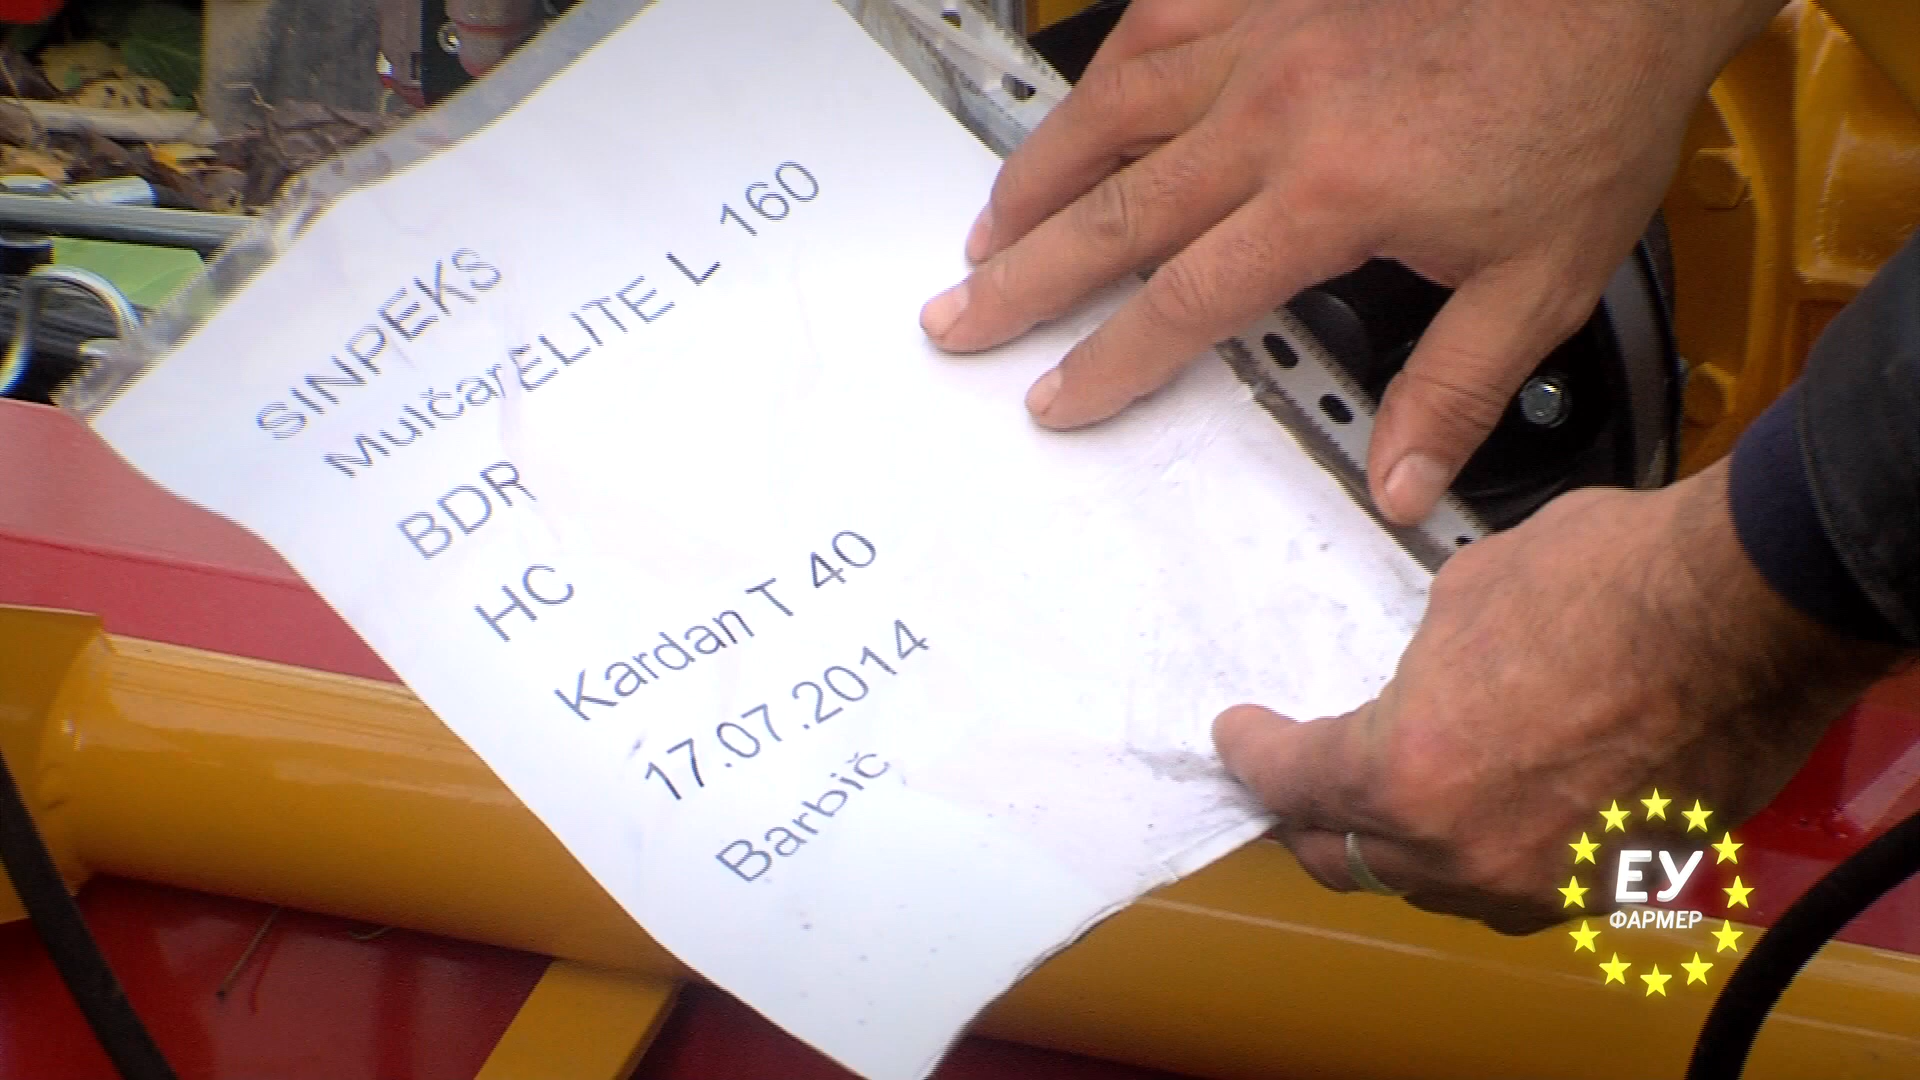 SINPEKS
Mulčar ELITE L 160
BDR
HC
Kardan T 40
17.07.2014
Barbič
ЕУ
ФАРМЕР